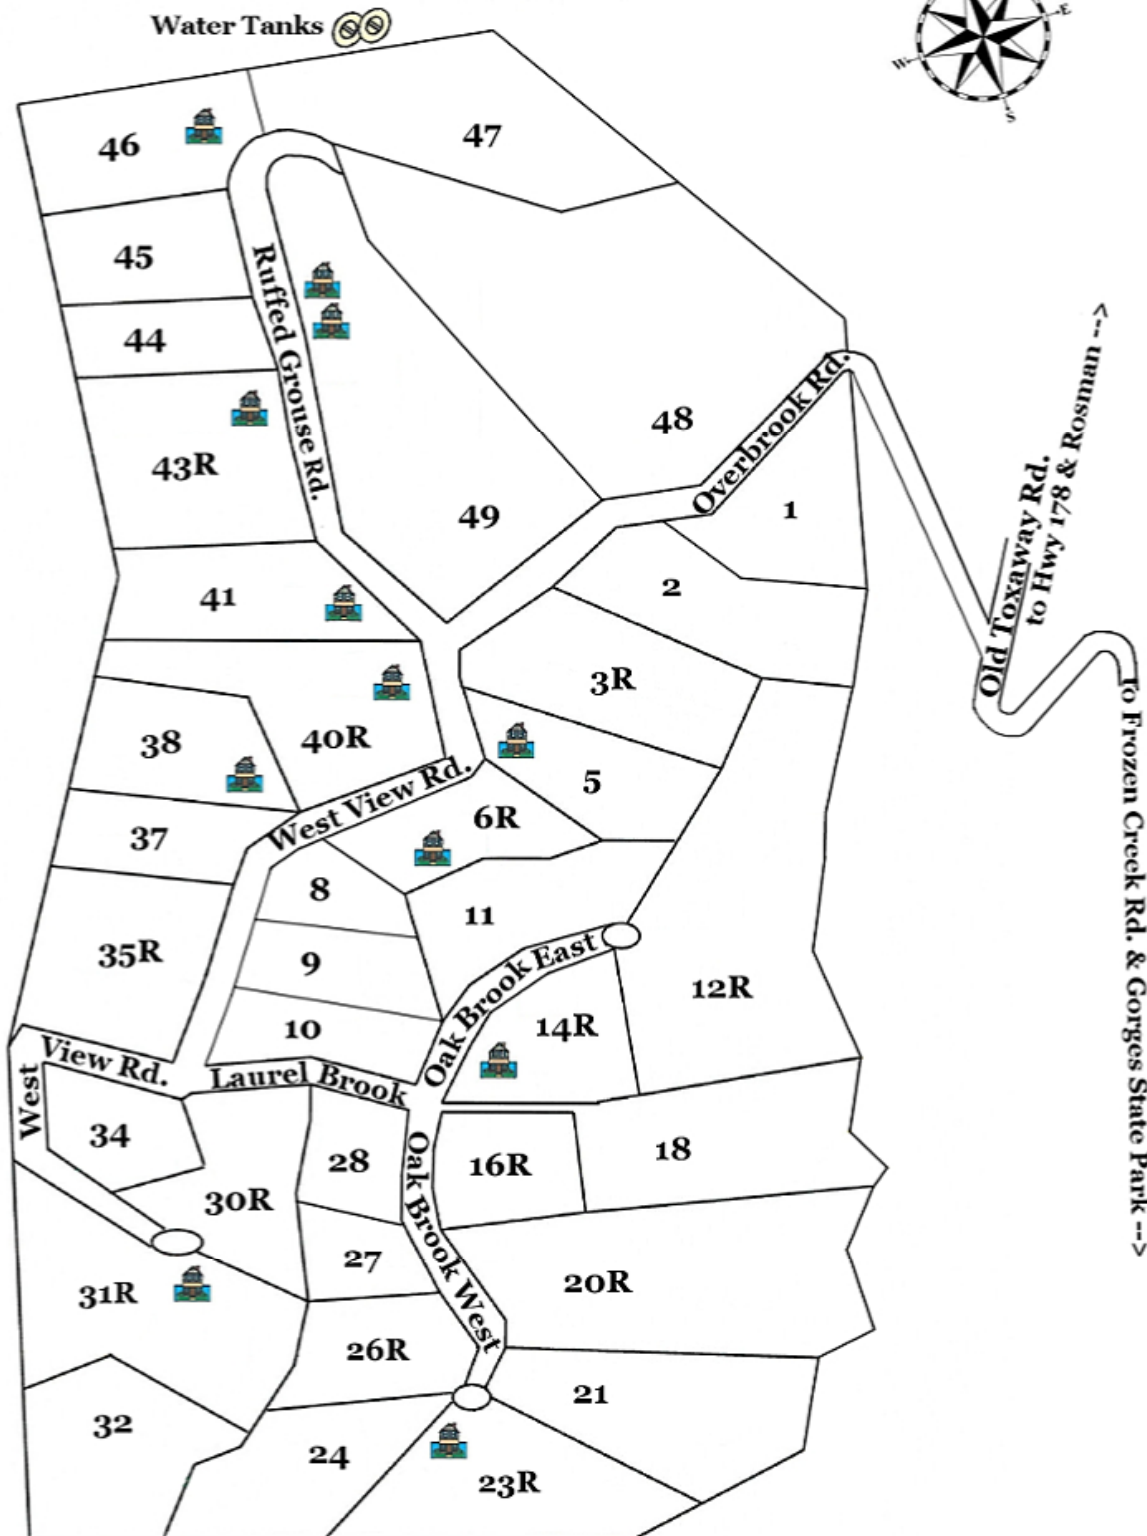 Water Tanks
E
W
S
46
47
45
Ruffed Grouse Rd.
44
43R
48
Overbrook Rd.
49
1
Old Toxaway Rd.
to Hwy 178 & Rosman -->
41
2
3R
To Frozen Creek Rd. & Gorges State Park -->
38
40R
5
West View Rd.
6R
37
8
11
35R
9
Oak Brook East
12R
10
14R
View Rd.
West
Laurel Brook
34
28
Oak Brook West
16R
18
30R
27
31R
20R
26R
21
32
24
23R